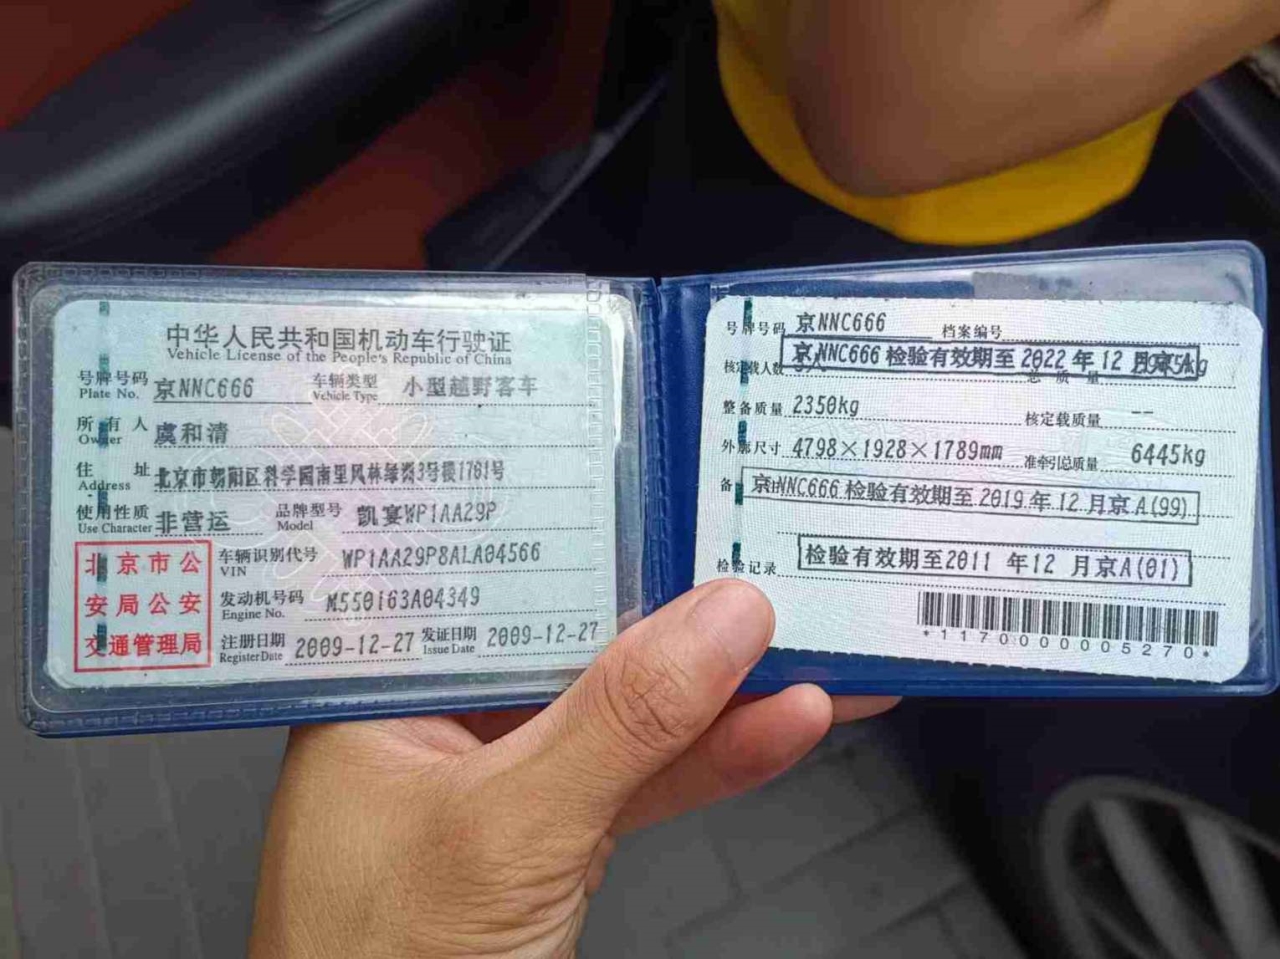 中华人民共和国机动车行驶证
Vehicle License of the People's Republic of China
号牌号码 京NNC666 车辆类型 小型越野客车
Plate No. Vehicle Type
所有人 虞和清
Owner
住址 北京市朝阳区科学园南里风林绿洲3号楼1701号
Address
使用性质 非营运 品牌型号 凯宴WP1AA29P
Use Character Model
北京市公
安局公安
交通管理局
车辆识别代号 WP1AA29P8ALA04566
VIN
发动机号码 M550163A04349
Engine No.
注册日期 2009-12-27 发证日期 2009-12-27
Register Date Issue Date
号牌号码 京NNC666 档案编号
京NNC666 检验有效期至 2022 年 12 月京A
核定载人数 总质量
整备质量 2350kg 核定载质量 --
外廓尺寸 4798×1928×1789mm 准牵引总质量 6445kg
备 京NNC666 检验有效期至 2019 年 12 月京 A(99)
检验记录 检验有效期至2011 年12 月京A(01)
*1170000005270*